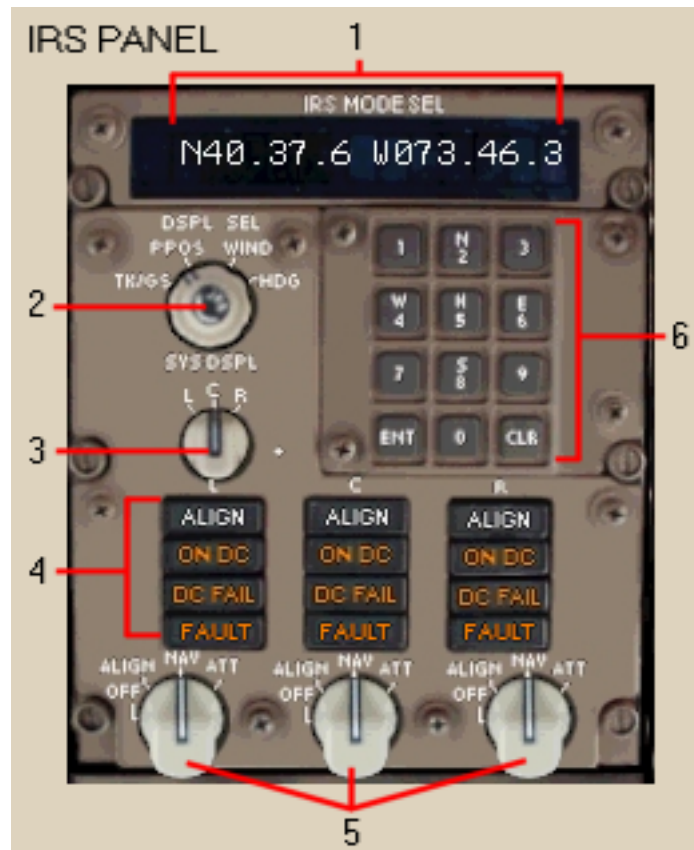 IRS PANEL
1
IRS MODE SEL
N40.37.6 W073.46.3
DSPL SEL
PPOS WIND
TK/GS HDG
2
SYS DSPL
L C R
3
1 N 2 3
W 4 H 5 E 6
7 S 8 9
ENT 0 CLR
6
L C R
4
ALIGN ALIGN ALIGN
ON DC ON DC ON DC
DC FAIL DC FAIL DC FAIL
FAULT FAULT FAULT
ALIGN NAV ATT ALIGN NAV ATT ALIGN NAV ATT
OFF OFF OFF
L L L
5